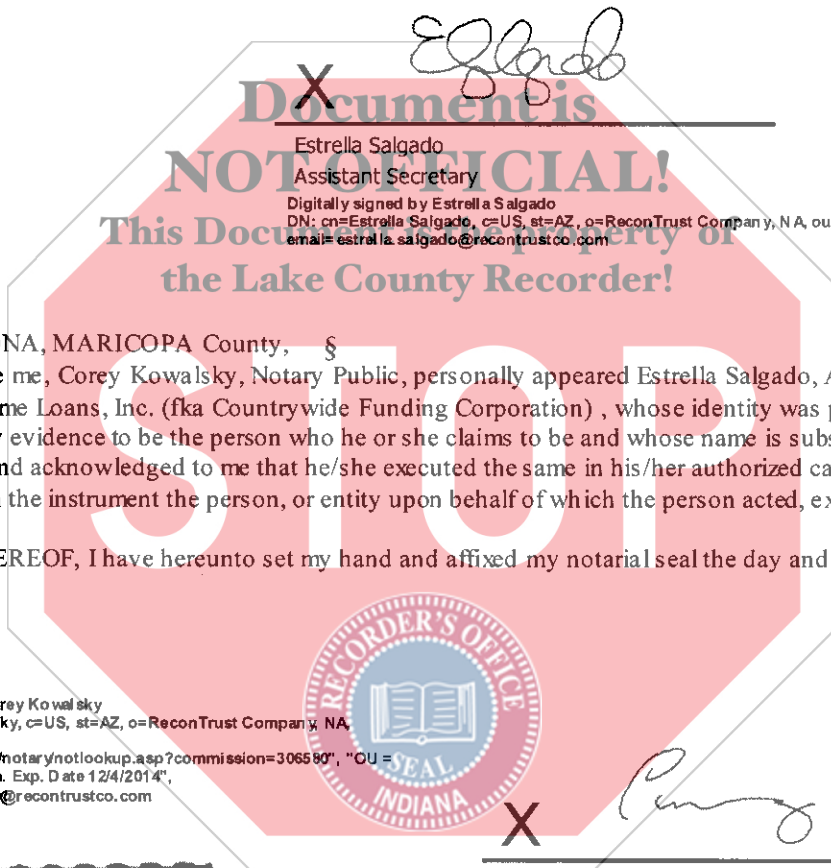 EJglgado
X
Document is
Estrella Salgado
NOT OFFICIAL!
Assistant Secretary
Digitally signed by Estrella Salgado
DN: cn=Estrella Salgado, c=US, st=AZ, o=ReconTrust Company, NA, ou
This Document is the property of
email=estrella.salgado@recontrustco.com
the Lake County Recorder!
NA, MARICOPA County, §
e me, Corey Kowalsky, Notary Public, personally appeared Estrella Salgado, A
me Loans, Inc. (fka Countrywide Funding Corporation) , whose identity was p
y evidence to be the person who he or she claims to be and whose name is subs
nd acknowledged to me that he/she executed the same in his/her authorized ca
n the instrument the person, or entity upon behalf of which the person acted, ex
STOP
EREOF, I have hereunto set my hand and affixed my notarial seal the day and
RECORDER'S OFFICE
SEAL
INDIANA
rey Kowalsky
ky, c=US, st=AZ, o=ReconTrust Company, NA,
/notary/notlookup.asp?commission=306580", "OU =
. Exp. Date 12/4/2014",
@recontrustco.com
X